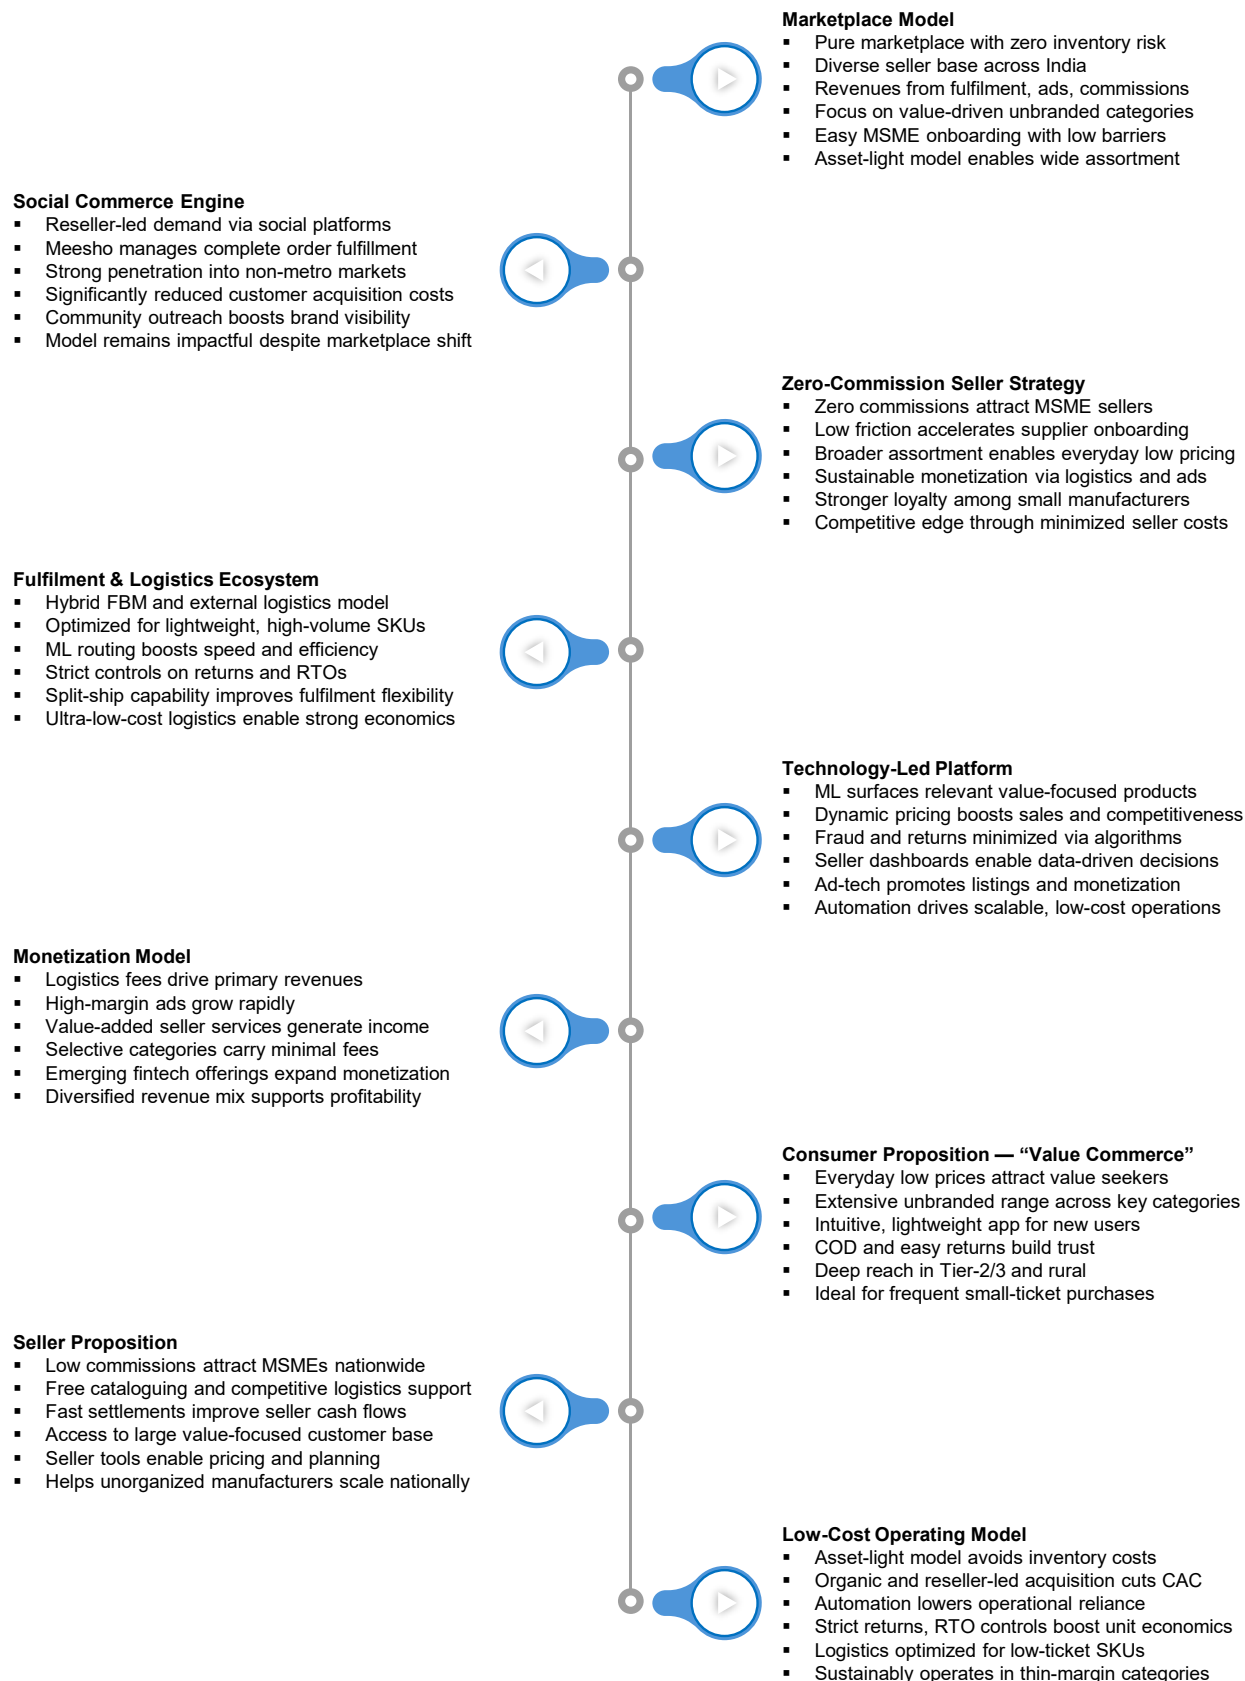 Marketplace Model
▪ Pure marketplace with zero inventory risk
▪ Diverse seller base across India
▪ Revenues from fulfilment, ads, commissions
▪ Focus on value-driven unbranded categories
▪ Easy MSME onboarding with low barriers
▪ Asset-light model enables wide assortment
Social Commerce Engine
▪ Reseller-led demand via social platforms
▪ Meesho manages complete order fulfillment
▪ Strong penetration into non-metro markets
▪ Significantly reduced customer acquisition costs
▪ Community outreach boosts brand visibility
▪ Model remains impactful despite marketplace shift
Zero-Commission Seller Strategy
▪ Zero commissions attract MSME sellers
▪ Low friction accelerates supplier onboarding
▪ Broader assortment enables everyday low pricing
▪ Sustainable monetization via logistics and ads
▪ Stronger loyalty among small manufacturers
▪ Competitive edge through minimized seller costs
Fulfilment & Logistics Ecosystem
▪ Hybrid FBM and external logistics model
▪ Optimized for lightweight, high-volume SKUs
▪ ML routing boosts speed and efficiency
▪ Strict controls on returns and RTOs
▪ Split-ship capability improves fulfilment flexibility
▪ Ultra-low-cost logistics enable strong economics
Technology-Led Platform
▪ ML surfaces relevant value-focused products
▪ Dynamic pricing boosts sales and competitiveness
▪ Fraud and returns minimized via algorithms
▪ Seller dashboards enable data-driven decisions
▪ Ad-tech promotes listings and monetization
▪ Automation drives scalable, low-cost operations
Monetization Model
▪ Logistics fees drive primary revenues
▪ High-margin ads grow rapidly
▪ Value-added seller services generate income
▪ Selective categories carry minimal fees
▪ Emerging fintech offerings expand monetization
▪ Diversified revenue mix supports profitability
Consumer Proposition — “Value Commerce”
▪ Everyday low prices attract value seekers
▪ Extensive unbranded range across key categories
▪ Intuitive, lightweight app for new users
▪ COD and easy returns build trust
▪ Deep reach in Tier-2/3 and rural
▪ Ideal for frequent small-ticket purchases
Seller Proposition
▪ Low commissions attract MSMEs nationwide
▪ Free cataloguing and competitive logistics support
▪ Fast settlements improve seller cash flows
▪ Access to large value-focused customer base
▪ Seller tools enable pricing and planning
▪ Helps unorganized manufacturers scale nationally
Low-Cost Operating Model
▪ Asset-light model avoids inventory costs
▪ Organic and reseller-led acquisition cuts CAC
▪ Automation lowers operational reliance
▪ Strict returns, RTO controls boost unit economics
▪ Logistics optimized for low-ticket SKUs
▪ Sustainably operates in thin-margin categories